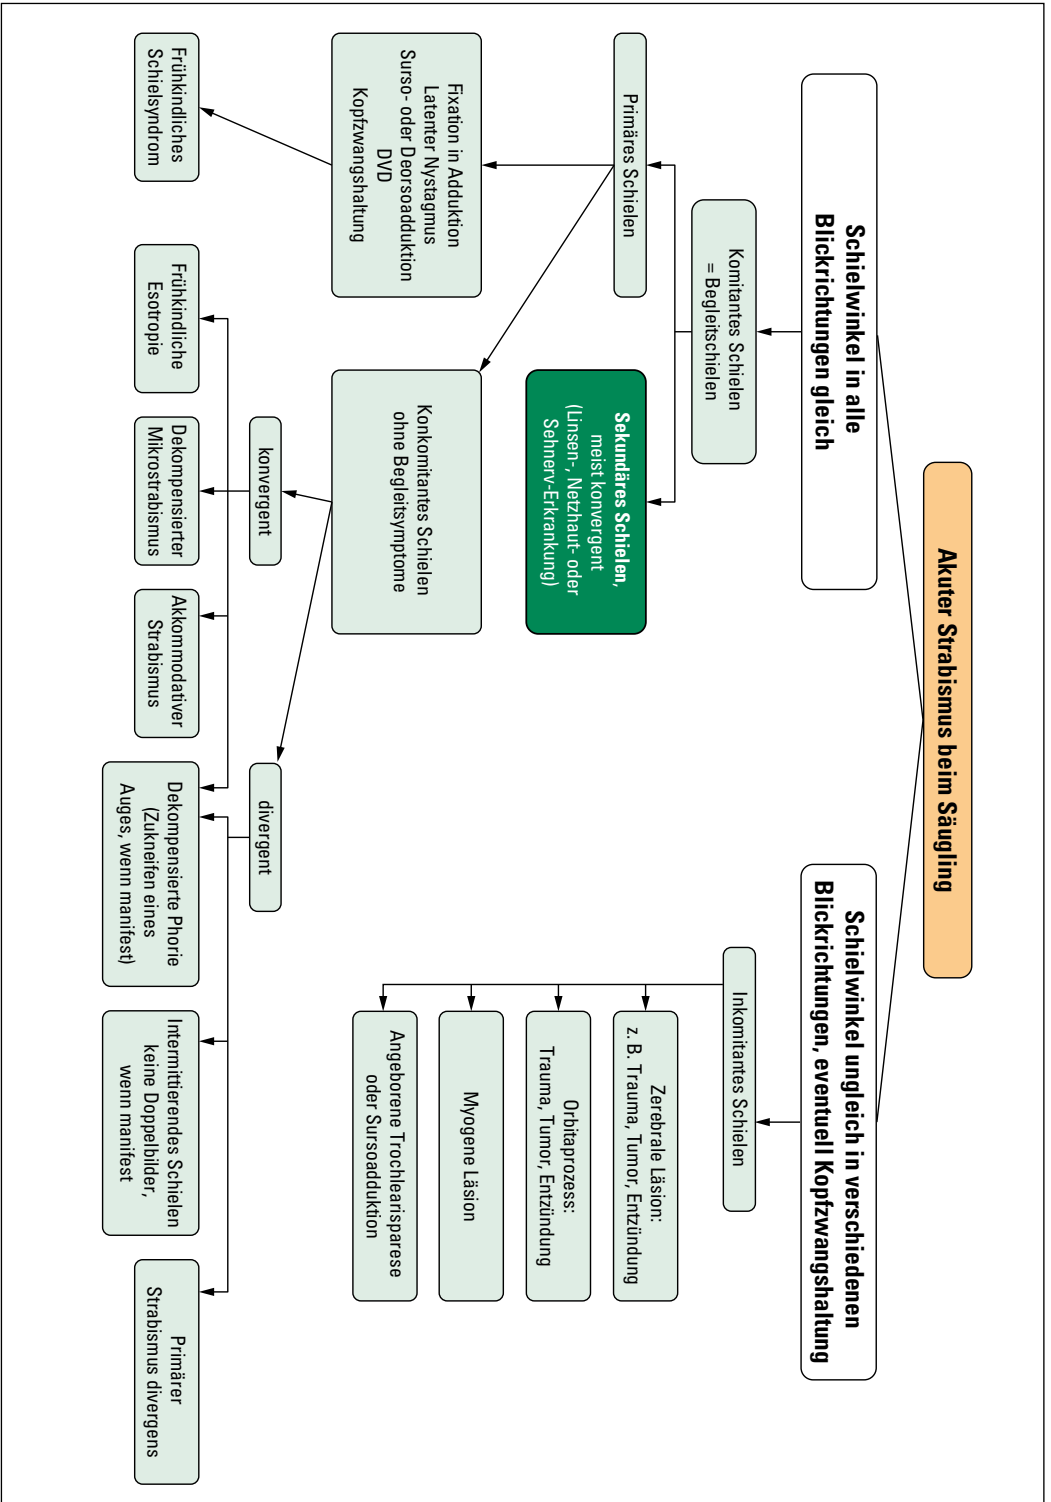 Akuter Strabismus beim Säugling
Schielwinkel in alle
Blickrichtungen gleich
Schielwinkel ungleich in verschiedenen
Blickrichtungen, eventuell Kopfzwangshaltung
Komitantes Schielen
= Begleitschielen
Inkomitantes Schielen
Primäres Schielen
Sekundäres Schielen,
meist konvergent
(Linsen-, Netzhaut- oder
Sehnerv-Erkrankung)
Zerebrale Läsion:
z. B. Trauma, Tumor, Entzündung
Orbitaprozess:
Trauma, Tumor, Entzündung
Myogene Läsion
Angeborene Trochlearisparese
oder Sursoadduktion
Fixation in Adduktion
Latenter Nystagmus
Surso- oder Deorsoadduktion
DVD
Kopfzwangshaltung
Konkomitantes Schielen
ohne Begleitsymptome
konvergent
divergent
Frühkindliches
Schielsyndrom
Frühkindliche
Esotropie
Dekompensierter
Mikrostrabismus
Akkommodativer
Strabismus
Dekompensierte Phorie
(Zukneifen eines
Auges, wenn manifest)
Intermittierendes Schielen
keine Doppelbilder,
wenn manifest
Primärer
Strabismus divergens